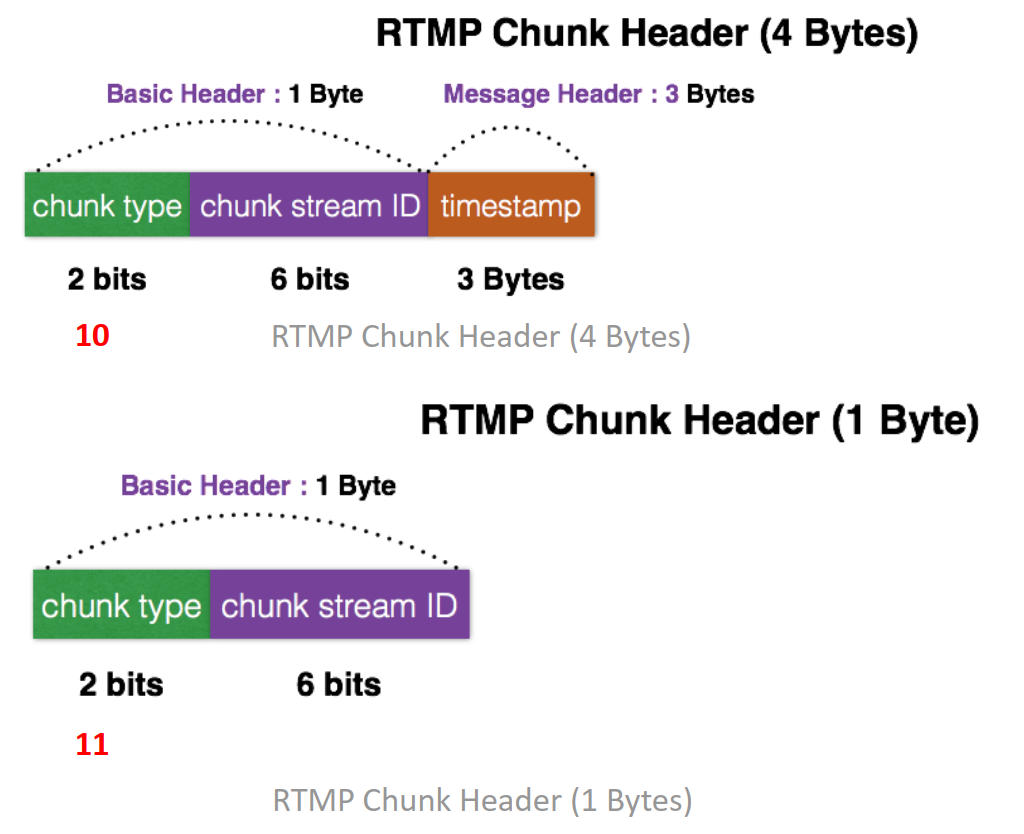 RTMP Chunk Header (4 Bytes)
Basic Header : 1 Byte Message Header : 3 Bytes
chunk type chunk stream ID timestamp
2 bits 6 bits 3 Bytes
10 RTMP Chunk Header (4 Bytes)
RTMP Chunk Header (1 Byte)
Basic Header : 1 Byte
chunk type chunk stream ID
2 bits 6 bits
11
RTMP Chunk Header (1 Bytes)